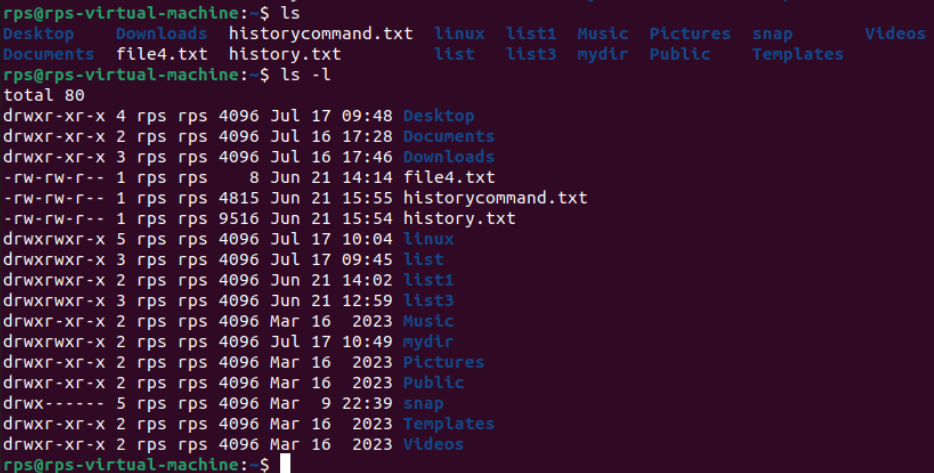 rps@rps-virtual-machine:~$ ls
Desktop    Downloads  historycommand.txt  linux  list1  Music  Pictures  snap       Videos
Documents  file4.txt  history.txt         list   list3  mydir  Public    Templates
rps@rps-virtual-machine:~$ ls -l
total 80
drwxr-xr-x 4 rps rps 4096 Jul 17 09:48 Desktop
drwxr-xr-x 2 rps rps 4096 Jul 16 17:28 Documents
drwxr-xr-x 3 rps rps 4096 Jul 16 17:46 Downloads
-rw-rw-r-- 1 rps rps    8 Jun 21 14:14 file4.txt
-rw-rw-r-- 1 rps rps 4815 Jun 21 15:55 historycommand.txt
-rw-rw-r-- 1 rps rps 9516 Jun 21 15:54 history.txt
drwxrwxr-x 5 rps rps 4096 Jul 17 10:04 linux
drwxrwxr-x 3 rps rps 4096 Jul 17 09:45 list
drwxrwxr-x 2 rps rps 4096 Jun 21 14:02 list1
drwxrwxr-x 3 rps rps 4096 Jun 21 12:59 list3
drwxr-xr-x 2 rps rps 4096 Mar 16  2023 Music
drwxrwxr-x 2 rps rps 4096 Jul 17 10:49 mydir
drwxr-xr-x 2 rps rps 4096 Mar 16  2023 Pictures
drwxr-xr-x 2 rps rps 4096 Mar 16  2023 Public
drwx------ 5 rps rps 4096 Mar  9 22:39 snap
drwxr-xr-x 2 rps rps 4096 Mar 16  2023 Templates
drwxr-xr-x 2 rps rps 4096 Mar 16  2023 Videos
rps@rps-virtual-machine:~$